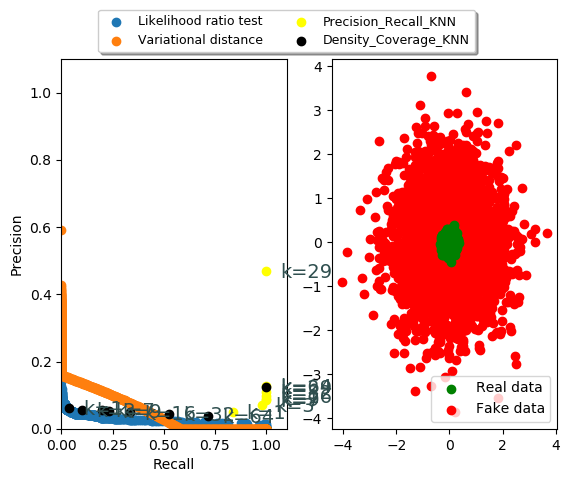 Likelihood ratio test
Variational distance
Precision_Recall_KNN
Density_Coverage_KNN
Precision
1.0
0.8
0.6
0.4
0.2
0.0
k=29
0.00 0.25 0.50 0.75 1.00
Recall
4
3
2
1
0
−1
−2
−3
−4
Real data
Fake data
−4 −2 0 2 4